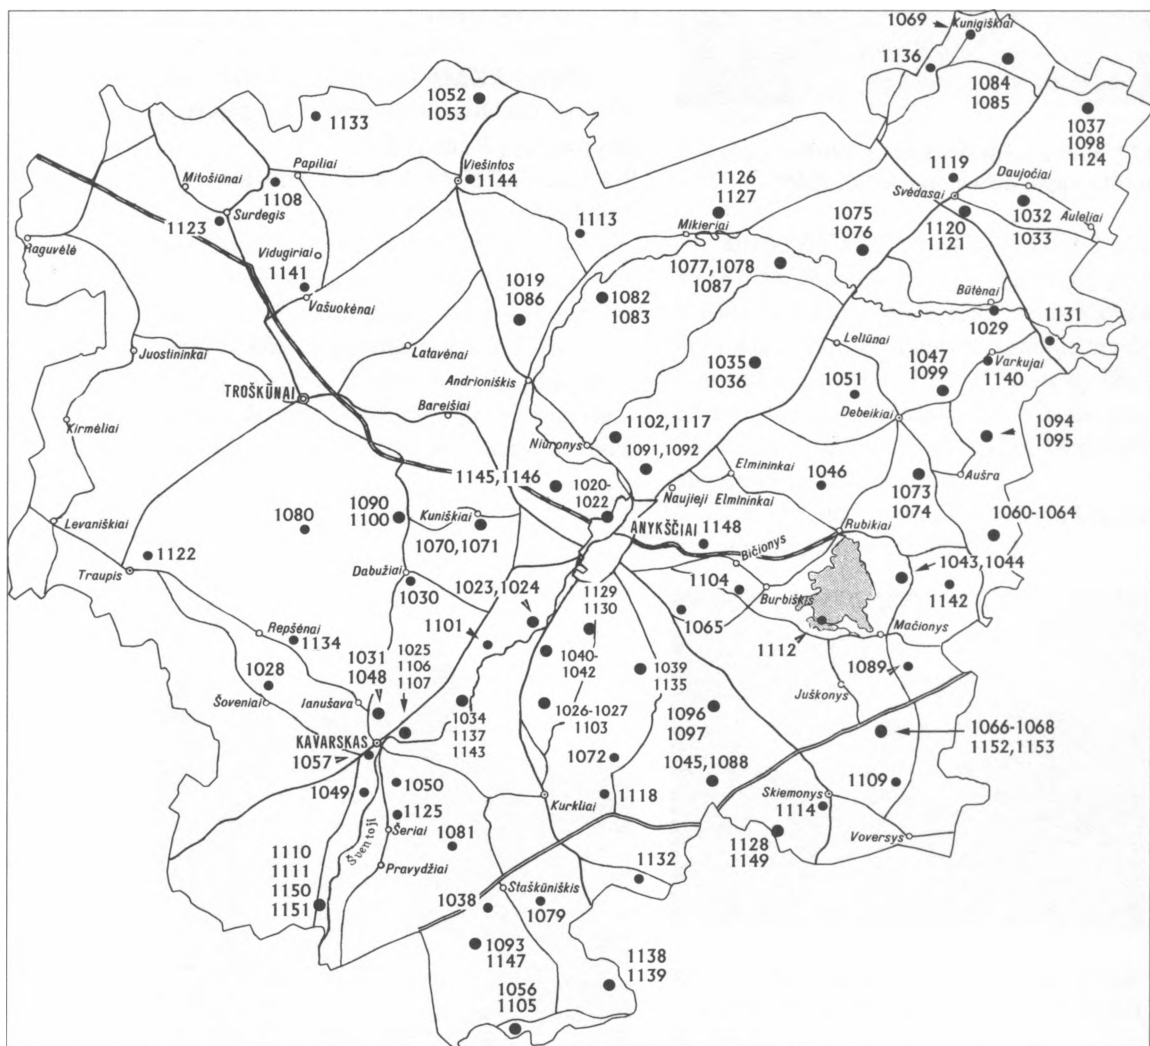 1069
Kunigiškiai
1136
1084
1085
1052
1053
1037
1098
1124
1133
Viešintos
1144
Papiliai
Mitošiūnai
1108
Surdegis
1123
1119
Svėdasai
Daujočiai
1032
1033
Auleliai
1120
1121
1126
1127
Mikieriai
1113
1075
1076
1077,1078
1087
Raguvėlė
Vidugiriai
1141
Vašuokėnai
1019
1086
1082
1083
Būtėnai
1029
1131
Juostininkai
Latavėnai
Andrioniškis
1035
1036
Leliūnai
1051
1047
1099
Varkujai
1140
TROŠKŪNAI
Bareišiai
Debeikiai
Kirmėliai
Niuronys
1102,1117
1091,1092
1094
1095
1145,1146
Elmininkai
1046
Aušra
1020-
1022
Naujieji Elmininkai
1073
1074
Levaniškiai
1080
1090
1100
Kuniškiai
1070,1071
ANYKŠČIAI
1148
Bičionys
Rubikiai
1060-1064
1122
Traupis
Dabužiai
1030
1023,1024
1129
1130
1104
Burbiškis
1043,1044
1142
1065
Repšėnai
1134
1101
1112
Mačionys
1028
Šoveniai
Janušava
1031
1048
1025
1106
1107
1040-
1042
1039
1135
1089
Juškonys
KAVARSKAS
1057
1034
1137
1143
1026-1027
1103
1096
1097
1066-1068
1152,1153
1072
1045,1088
1049
1050
1125
Šeriai
Kurkliai
1118
Skiemonys
1114
1109
Šventoji
1081
1128
1149
Voversys
1110
1111
1150
1151
Pravydžiai
1132
1038
Staškūniškis
1079
1093
1147
1138
1139
1056
1105